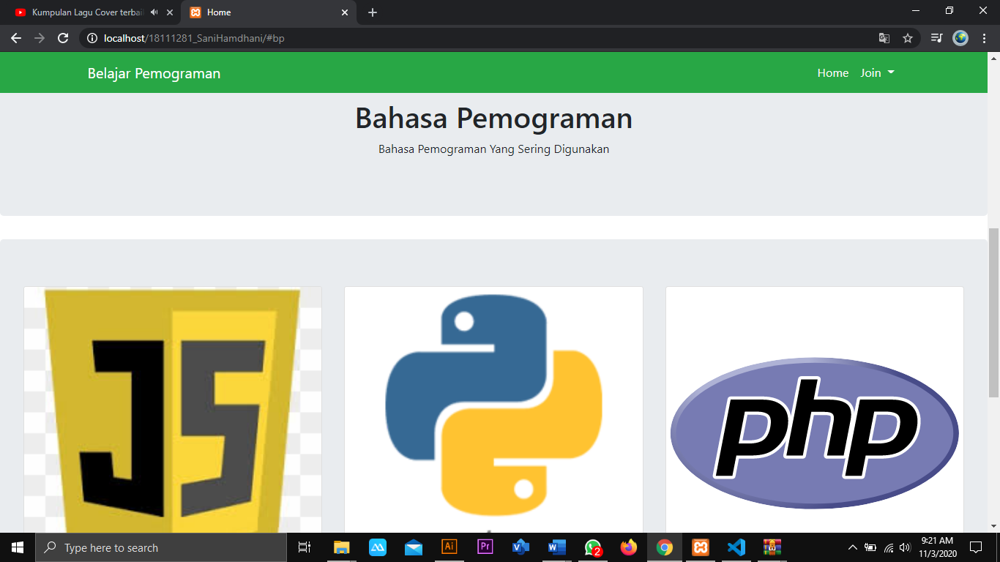 Kumpulan Lagu Cover terbai
Home
localhost/18111281_SaniHamdhani/#bp
Belajar Pemograman
Home
Join
Bahasa Pemograman
Bahasa Pemograman Yang Sering Digunakan
JS
php
Type here to search
Ai
Pr
V
W
2
9:21 AM
11/3/2020